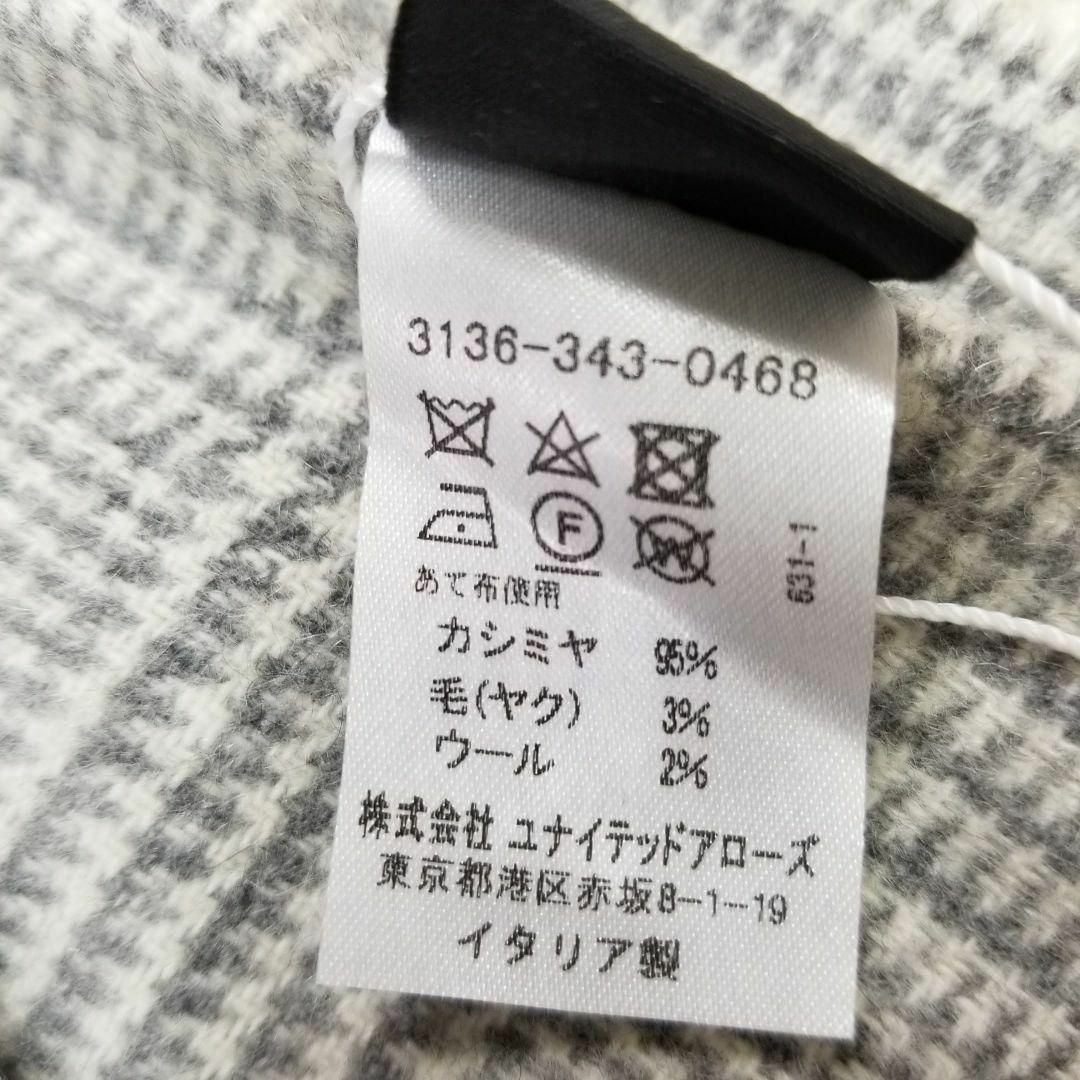 3136-343-0468
F
W
631-1
あて布使用
カシミヤ 95%
毛(ヤク) 3%
ウール 2%
株式会社 ユナイテッドアローズ
東京都港区赤坂8-1-19
イタリア製